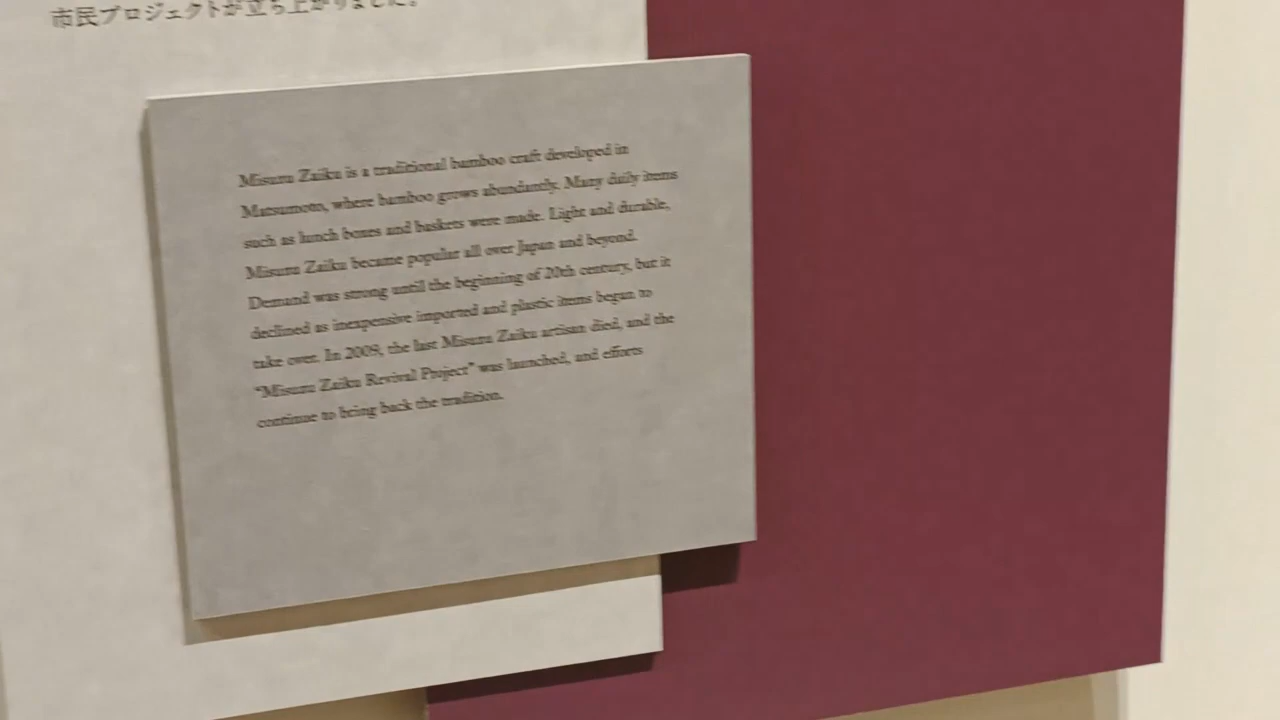 市民プロジェクトが立ち上がりました。
Misuzu Zaiku is a traditional bamboo craft developed in
Matsumoto, where bamboo grows abundantly. Many daily items
such as lunch boxes and baskets were made. Light and durable,
Misuzu Zaiku became popular all over Japan and beyond.
Demand was strong until the beginning of 20th century, but it
declined as inexpensive imported and plastic items began to
take over. In 2009, the last Misuzu Zaiku artisan died, and the
“Misuzu Zaiku Revival Project” was launched, and efforts
continue to bring back the tradition.